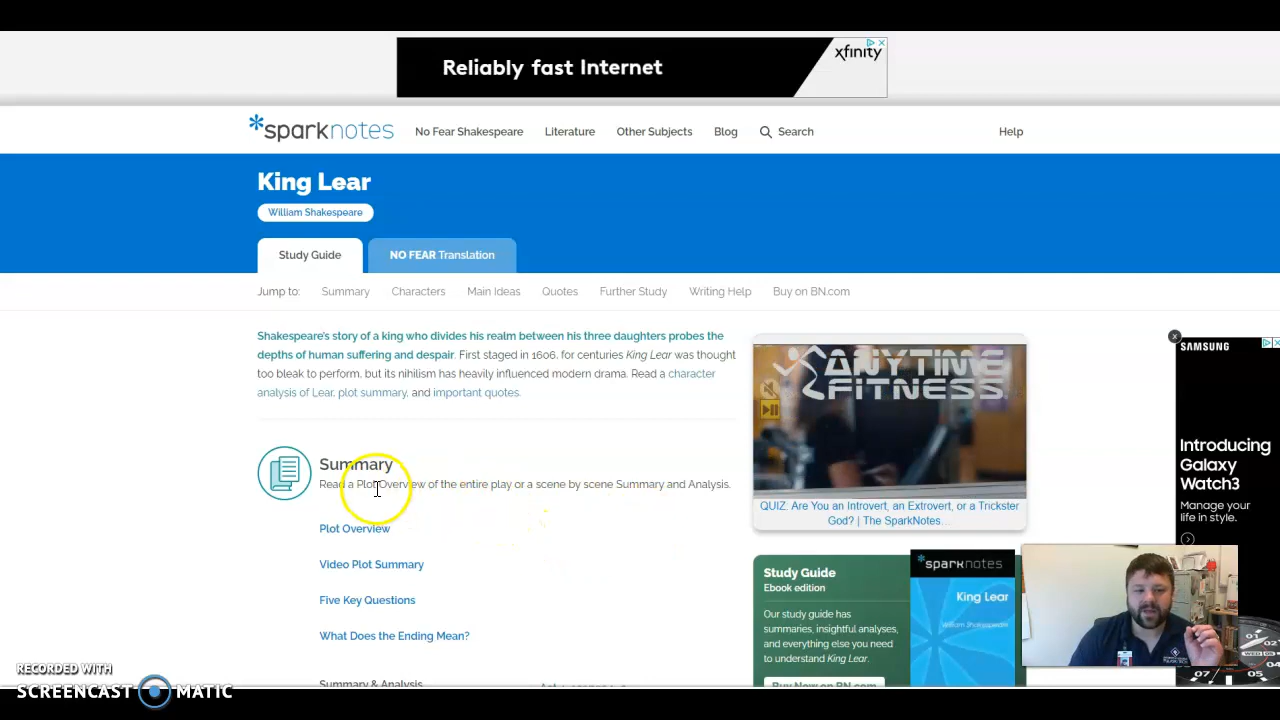 Reliably fast Internet
xfinity
sparknotes
No Fear Shakespeare Literature Other Subjects Blog Search Help
King Lear
William Shakespeare
Study Guide NO FEAR Translation
Jump to: Summary Characters Main Ideas Quotes Further Study Writing Help Buy on BN.com
Shakespeare's story of a king who divides his realm between his three daughters probes the
depths of human suffering and despair. First staged in 1606, for centuries King Lear was thought
too bleak to perform, but its nihilism has heavily influenced modern drama. Read a character
analysis of Lear, plot summary, and important quotes.
Summary
Read a Plot Overview of the entire play or a scene by scene Summary and Analysis.
Plot Overview
Video Plot Summary
Five Key Questions
What Does the Ending Mean?
Summary & Analysis
ANYTIME
FITNESS
QUIZ: Are You an Introvert, an Extrovert, or a Trickster
God? | The SparkNotes...
Study Guide
Ebook edition
Our study guide has
summaries, insightful analyses,
and everything else you need
to understand King Lear.
Buy Now on BN.com
sparknotes
King Lear
William Shakespeare
SAMSUNG
Introducing
Galaxy
Watch3
Manage your
life in style.
RECORDED WITH
SCREENCAST MATIC